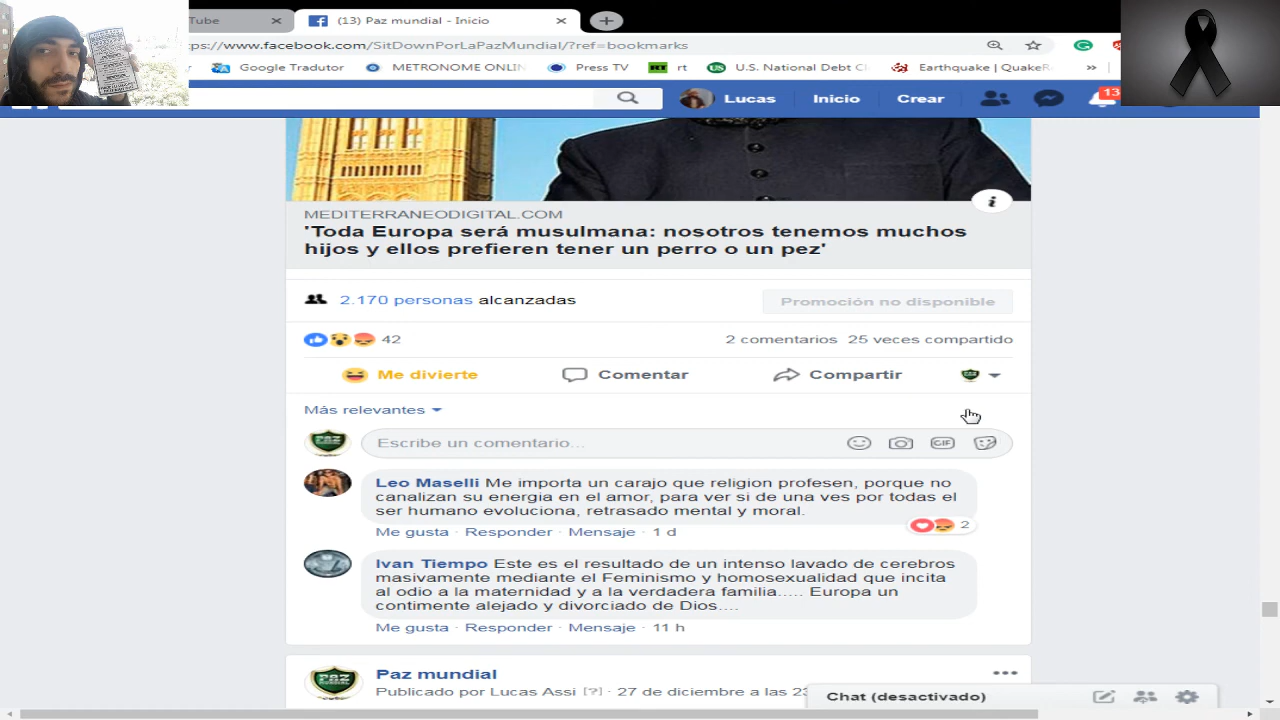 Tube
(13) Paz mundial - Inicio
ps://www.facebook.com/SitDownPorLaPazMundial/?ref=bookmarks
Google Tradutor
METRONOME ONLIN
Press TV
RT
rt
US
U.S. National Debt Cl
Earthquake | QuakeR
»
Lucas
Inicio
Crear
13
MEDITERRANEODIGITAL.COM
'Toda Europa será musulmana: nosotros tenemos muchos
hijos y ellos prefieren tener un perro o un pez'
2.170 personas alcanzadas
Promoción no disponible
42
2 comentarios 25 veces compartido
Me divierte
Comentar
Compartir
Más relevantes
PAZ
Escribe un comentario...
GIF
Leo Maselli Me importa un carajo que religion profesen, porque no
canalizan su energia en el amor, para ver si de una ves por todas el
ser humano evoluciona, retrasado mental y moral.
2
Me gusta · Responder · Mensaje · 1 d
Ivan Tiempo Este es el resultado de un intenso lavado de cerebros
masivamente mediante el Feminismo y homosexualidad que incita
al odio a la maternidad y a la verdadera familia..... Europa un
contimente alejado y divorciado de Dios....
Me gusta · Responder · Mensaje · 11 h
PAZ
Paz mundial
Publicado por Lucas Assi [?] · 27 de diciembre a las 23
Chat (desactivado)